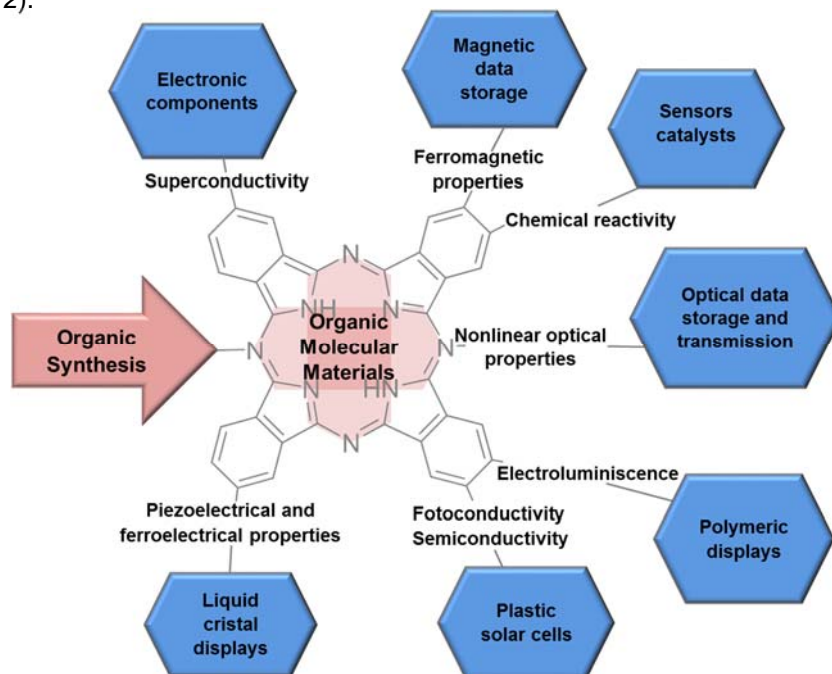 2).
Electronic
components
Magnetic
data
storage
Sensors
catalysts
Superconductivity
Ferromagnetic
properties
Chemical reactivity
N
NH
N
Organic
Synthesis
N
Organic
Molecular
Materials
N
Nonlinear optical
properties
Optical data
storage and
transmission
N
HN
N
Electroluminiscence
Piezoelectrical and
ferroelectrical properties
Fotoconductivity
Semiconductivity
Polymeric
displays
Liquid
cristal
displays
Plastic
solar cells